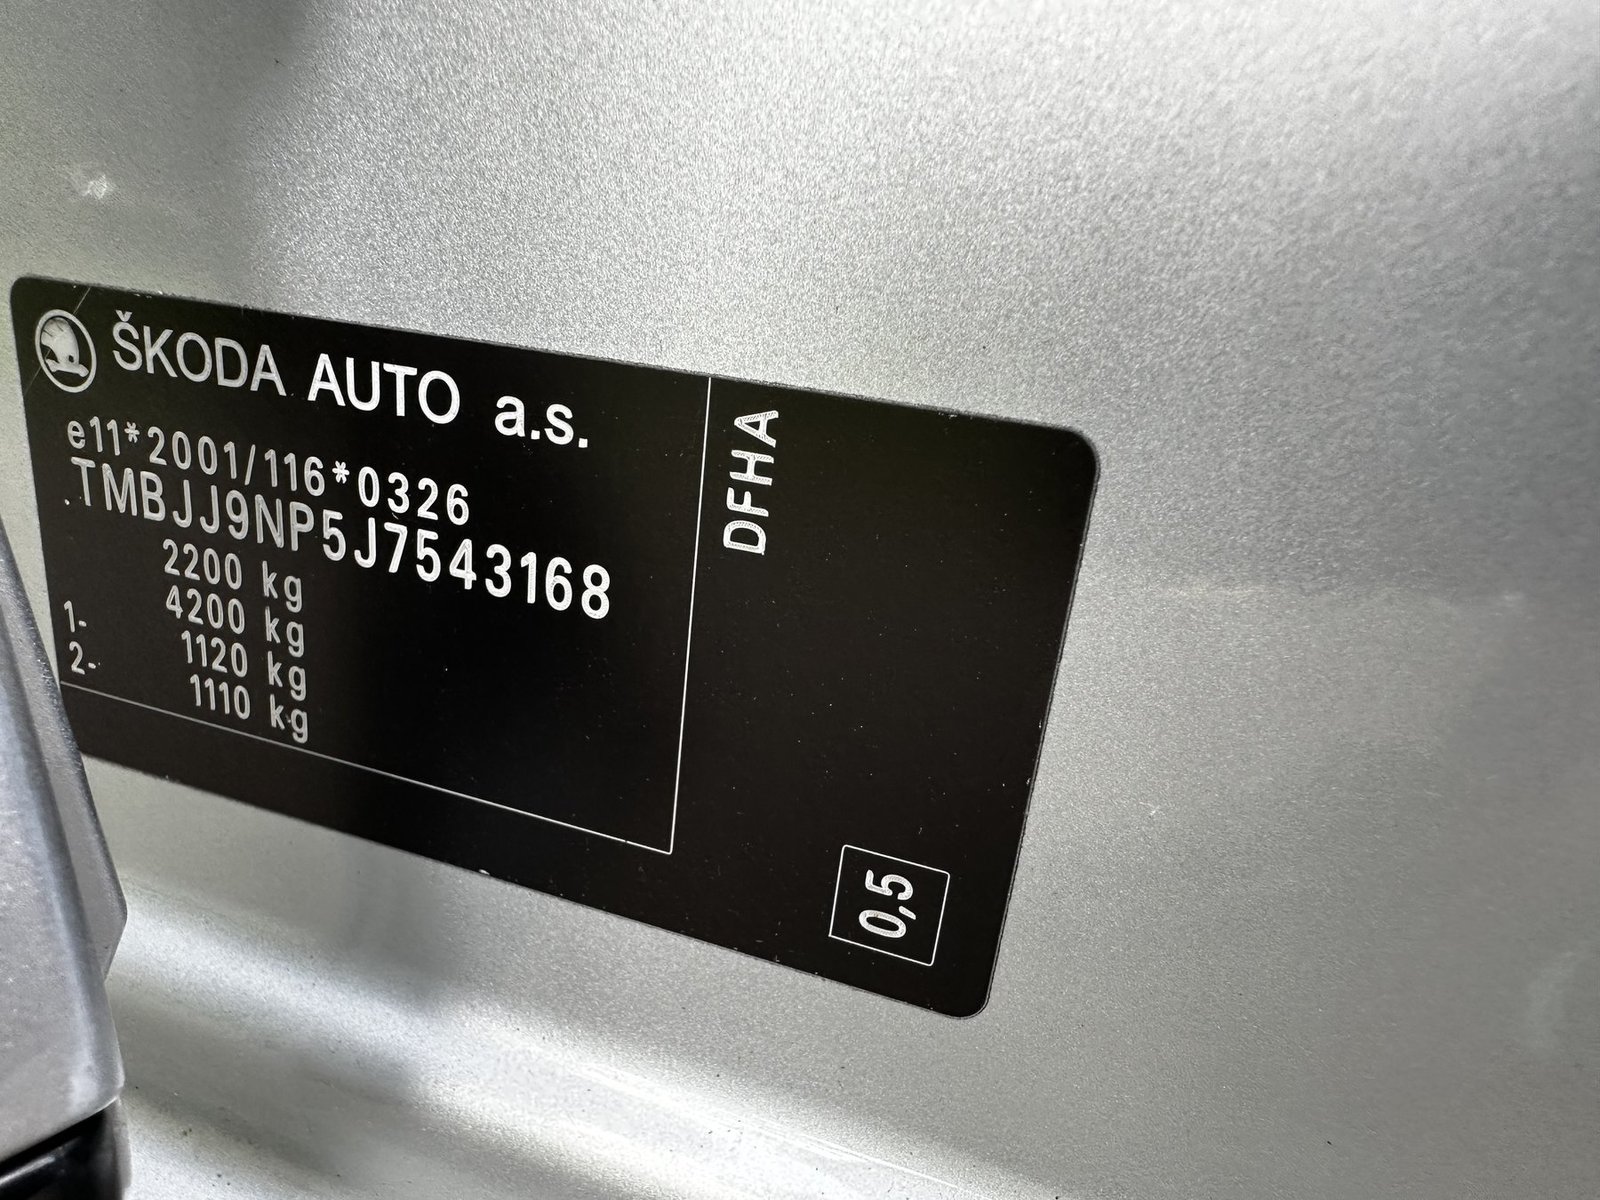 ŠKODA AUTO a.s.
e11*2001/116*0326
.TMBJJ9NP5J7543168
2200 kg
4200 kg
1- 1120 kg
2- 1110 kg
DFHA
0,5